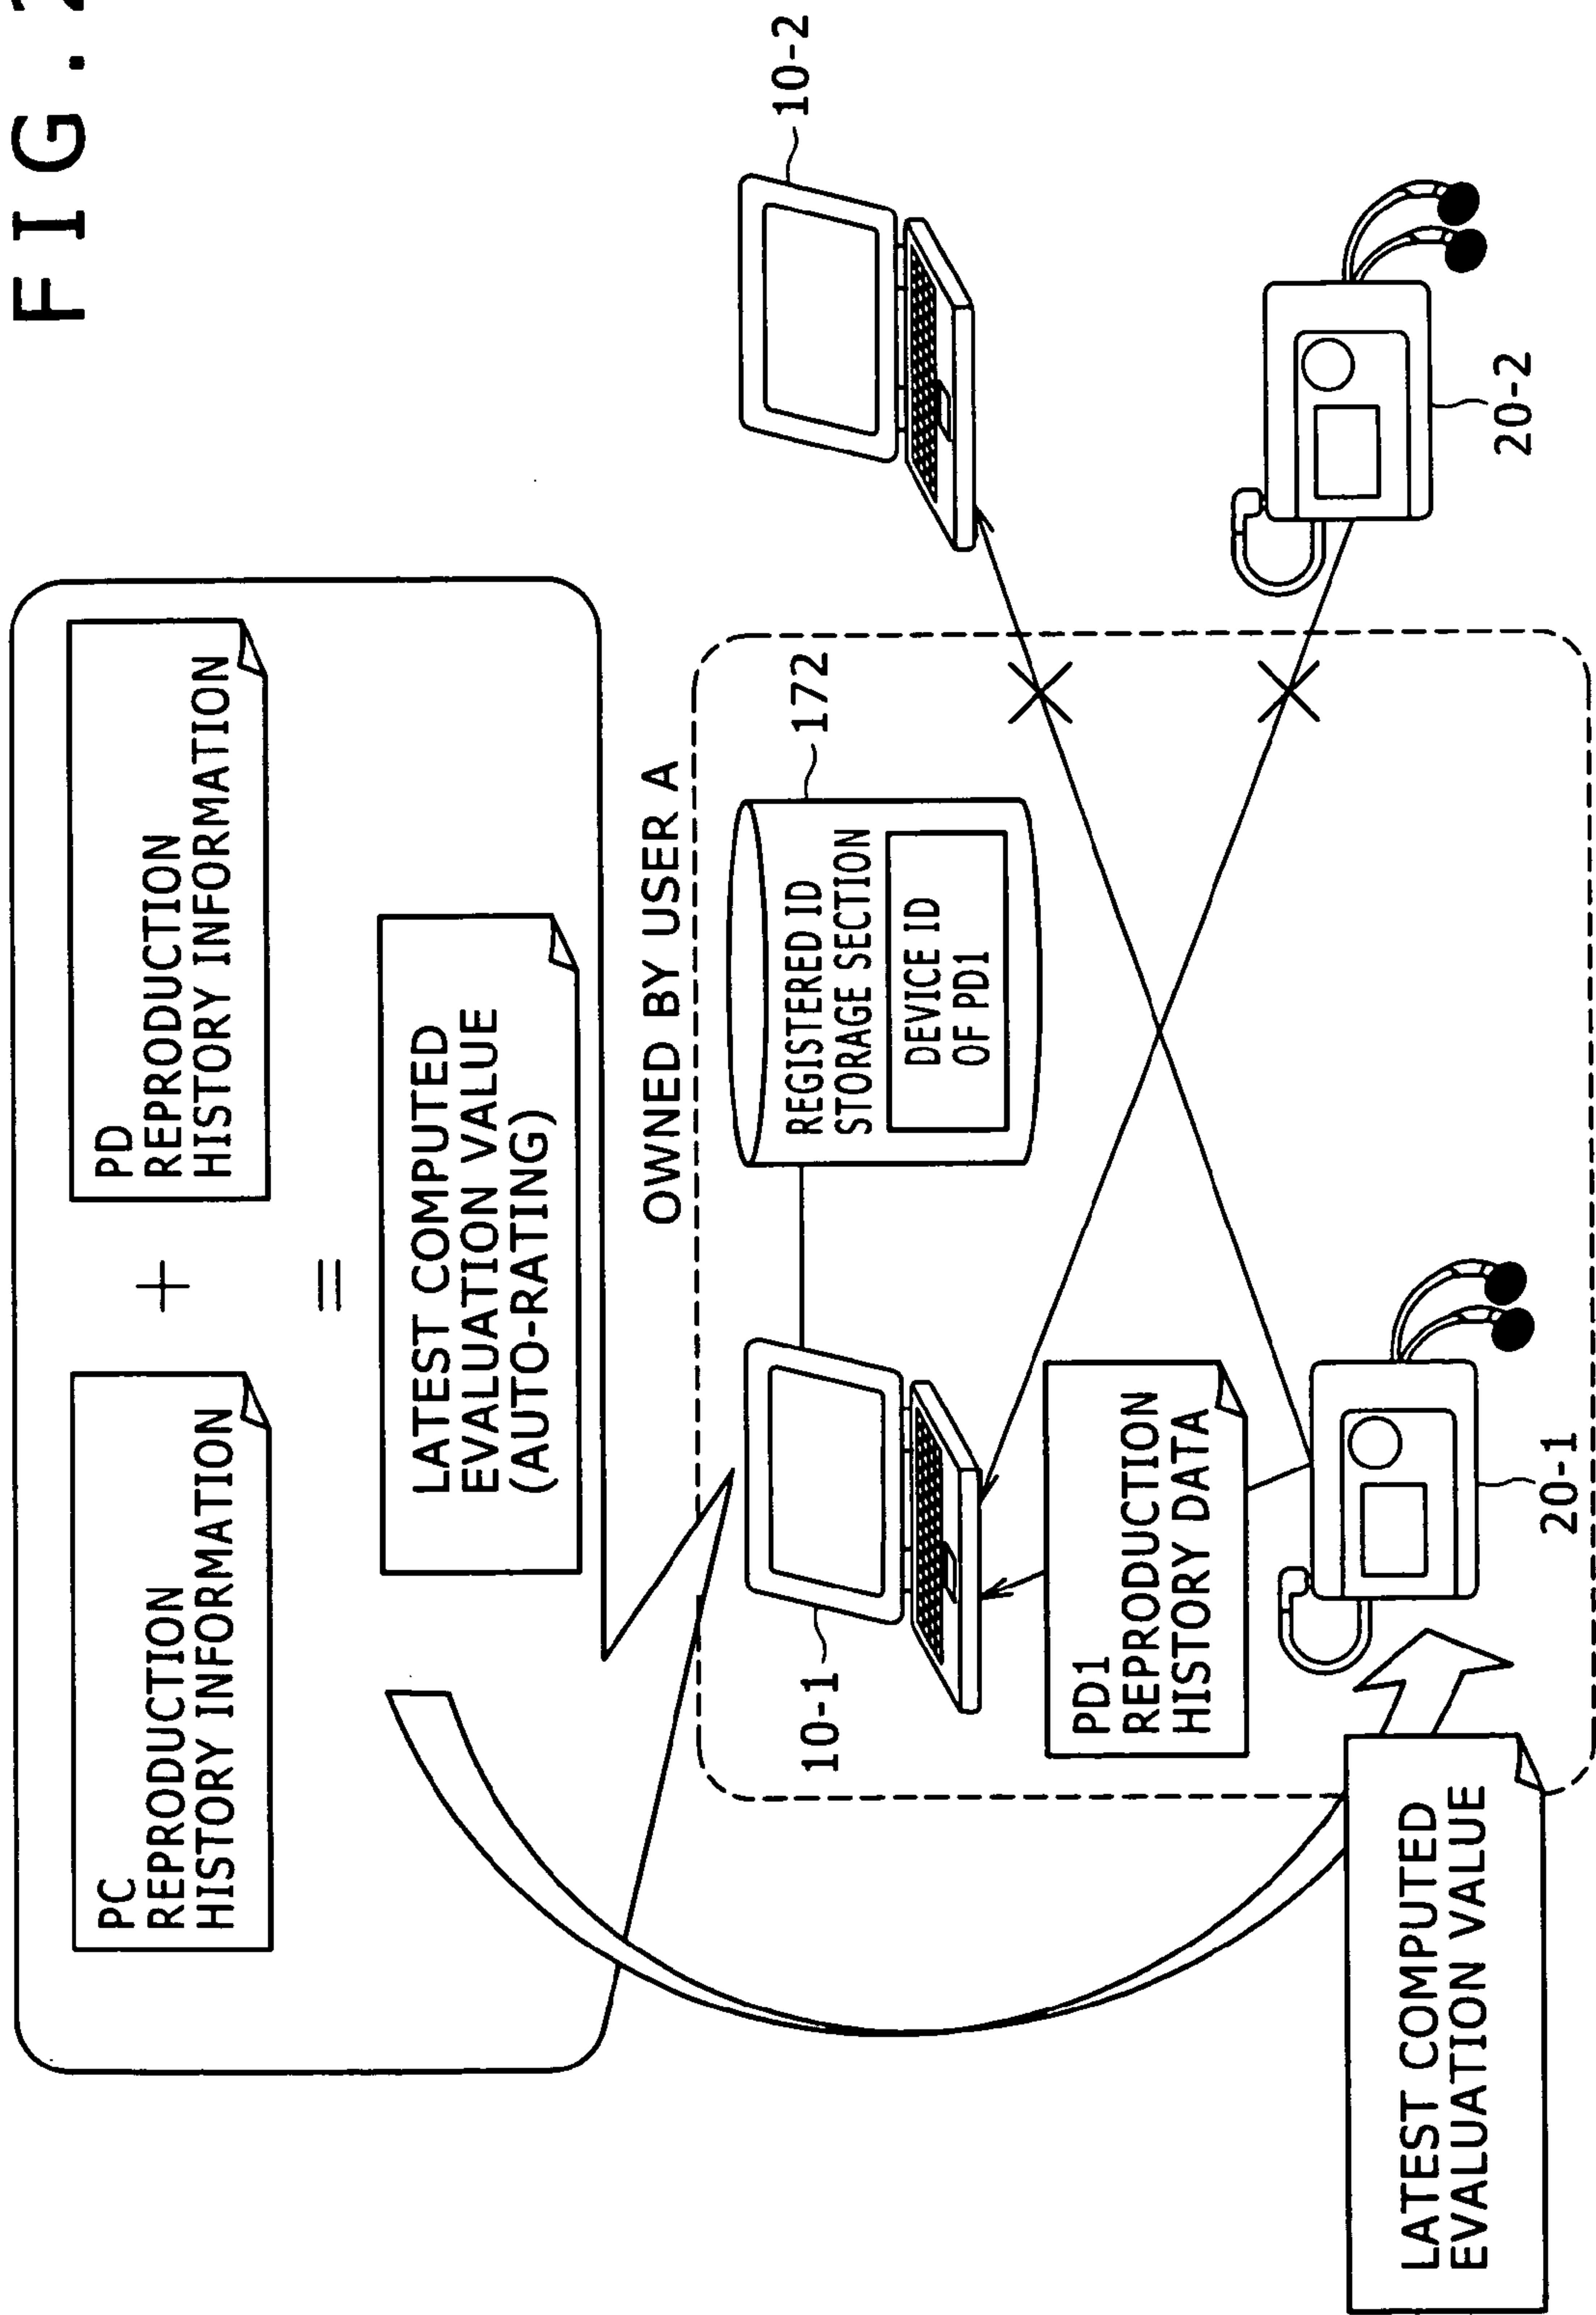 FIG.
PC
REPRODUCTION
HISTORY INFORMATION
+
PD
REPRODUCTION
HISTORY INFORMATION
=
LATEST COMPUTED
EVALUATION VALUE
(AUTO-RATING)
OWNED BY USER A
10-1
172
REGISTERED ID
STORAGE SECTION
DEVICE ID
OF PD1
10-2
PD1
REPRODUCTION
HISTORY DATA
LATEST COMPUTED
EVALUATION VALUE
20-1
20-2